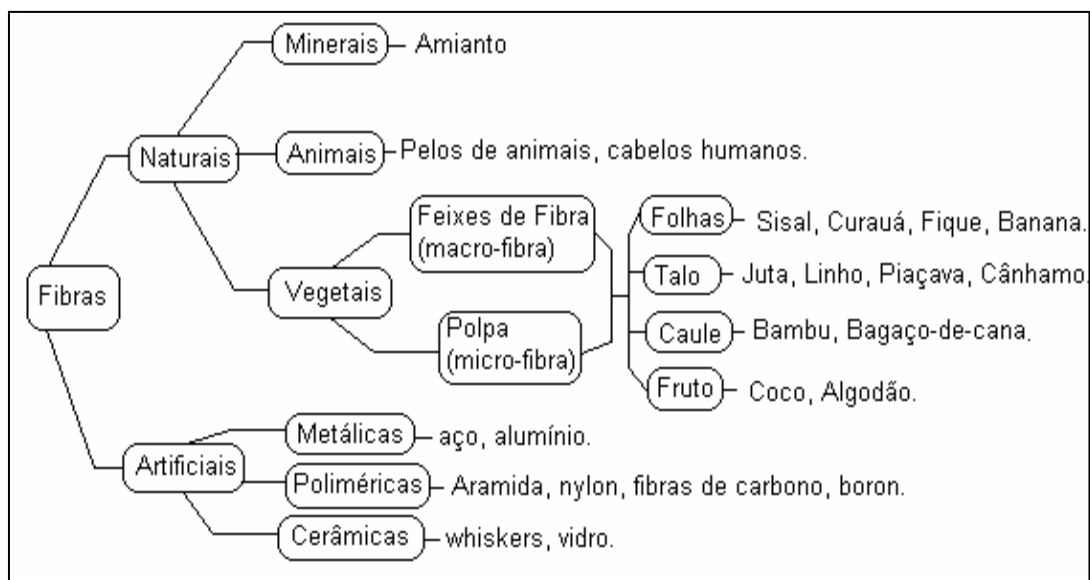 Fibras
Naturais
Minerais
Amianto
Animais
Pelos de animais, cabelos humanos.
Vegetais
Feixes de Fibra
(macro-fibra)
Polpa
(micro-fibra)
Folhas
Sisal, Curauá, Fique, Banana.
Talo
Juta, Linho, Piaçava, Cânhamo.
Caule
Bambu, Bagaço-de-cana.
Fruto
Coco, Algodão.
Artificiais
Metálicas
aço, alumínio.
Poliméricas
Aramida, nylon, fibras de carbono, boron.
Cerâmicas
whiskers, vidro.